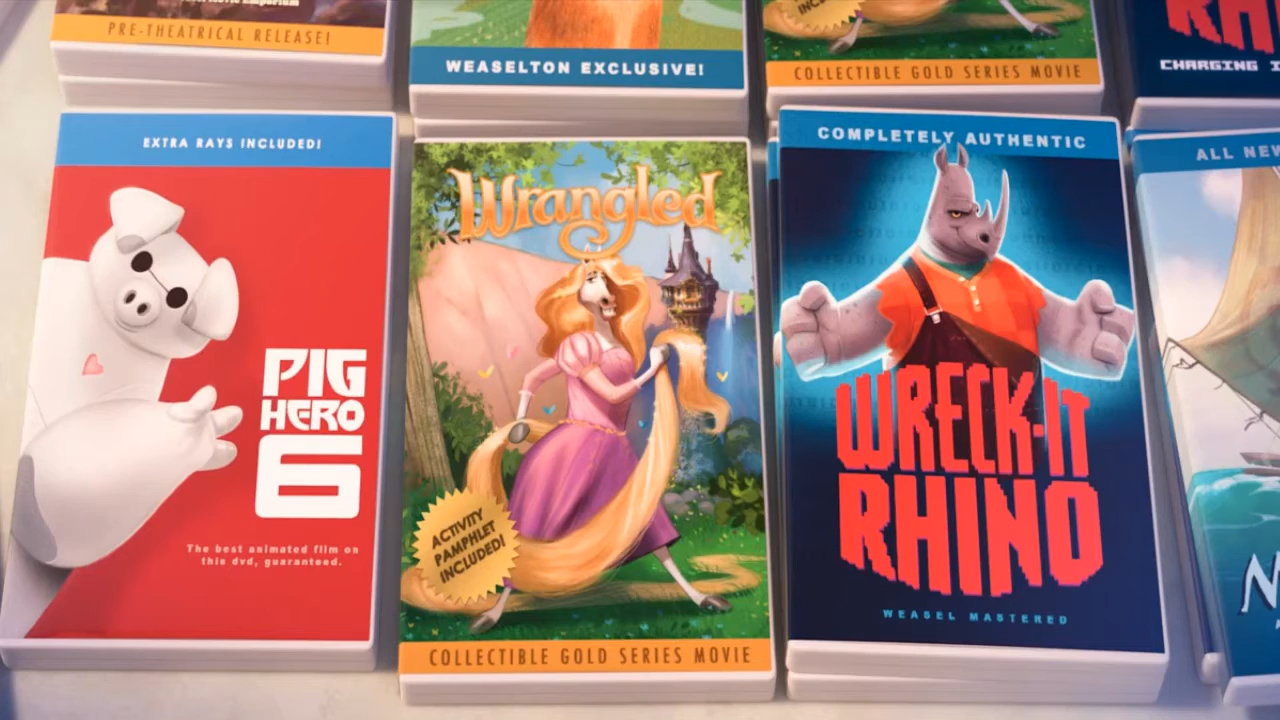 PRE-THEATRICAL RELEASE!
WEASELTON EXCLUSIVE!
INCLUDED!
COLLECTIBLE GOLD SERIES MOVIE
CHARGING
EXTRA RAYS INCLUDED!
PIG
HERO
6
The best animated film on
this dvd, guaranteed.
Wrangled
ACTIVITY
PAMPHLET
INCLUDED!
COLLECTIBLE GOLD SERIES MOVIE
COMPLETELY AUTHENTIC
WRECK-IT
RHINO
WEASEL MASTERED
ALL NEW